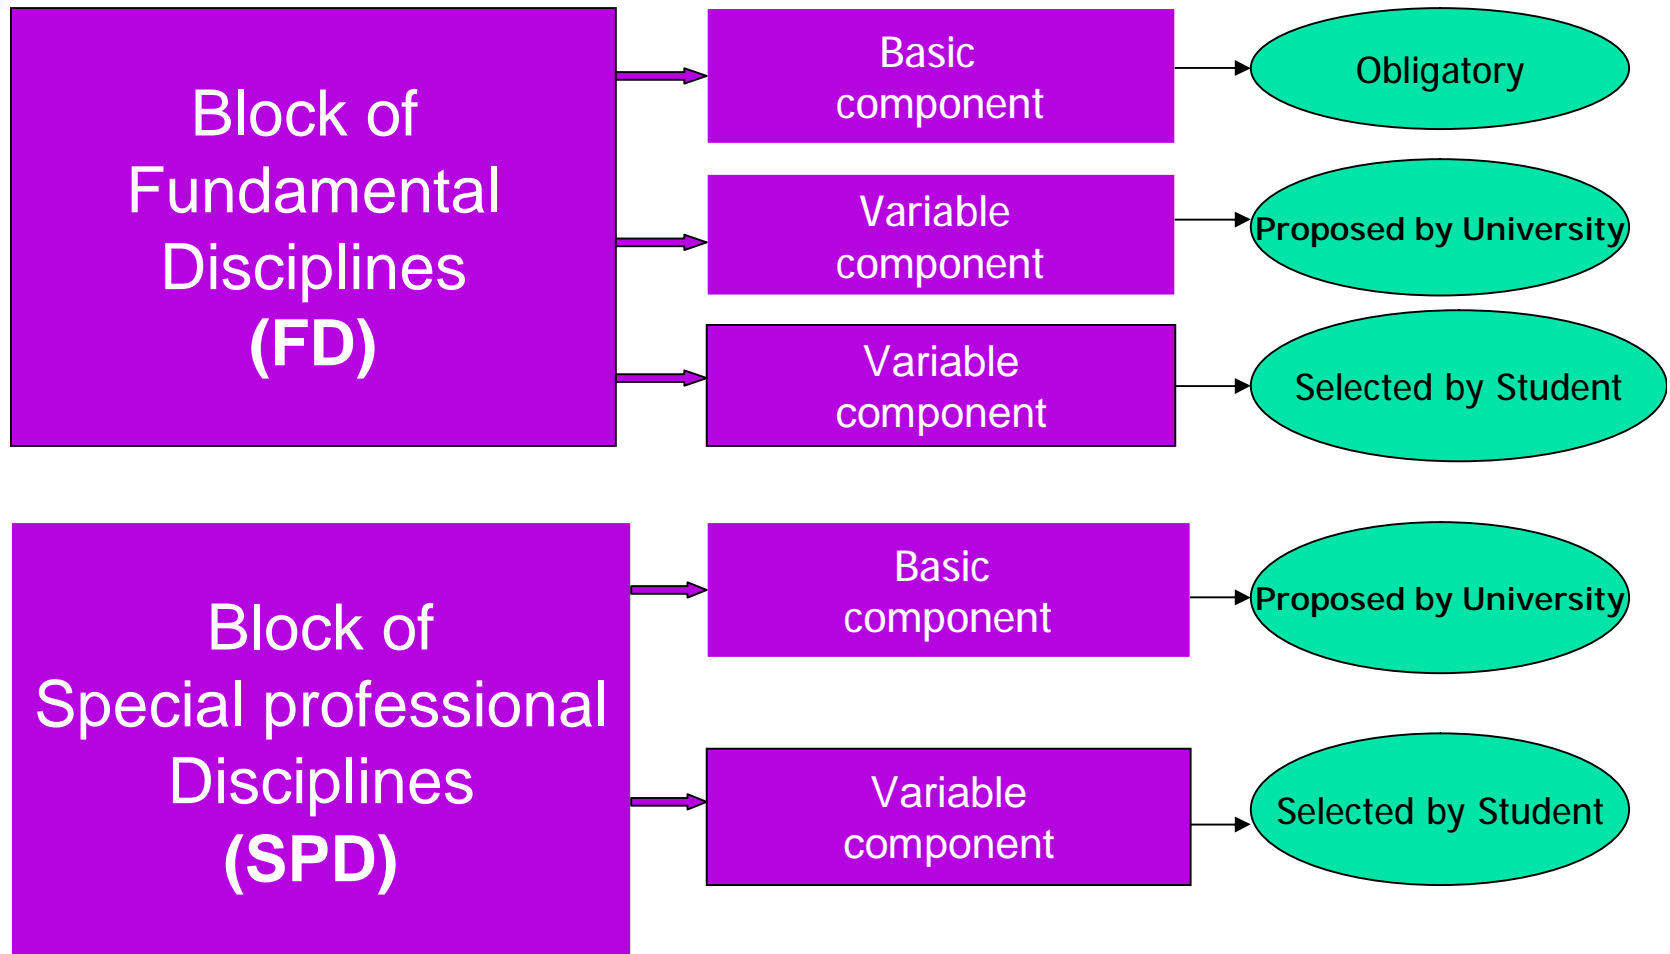 Block of
Fundamental
Disciplines
(FD)
Basic
component
Obligatory
Variable
component
Proposed by University
Variable
component
Selected by Student
Block of
Special professional
Disciplines
(SPD)
Basic
component
Proposed by University
Variable
component
Selected by Student